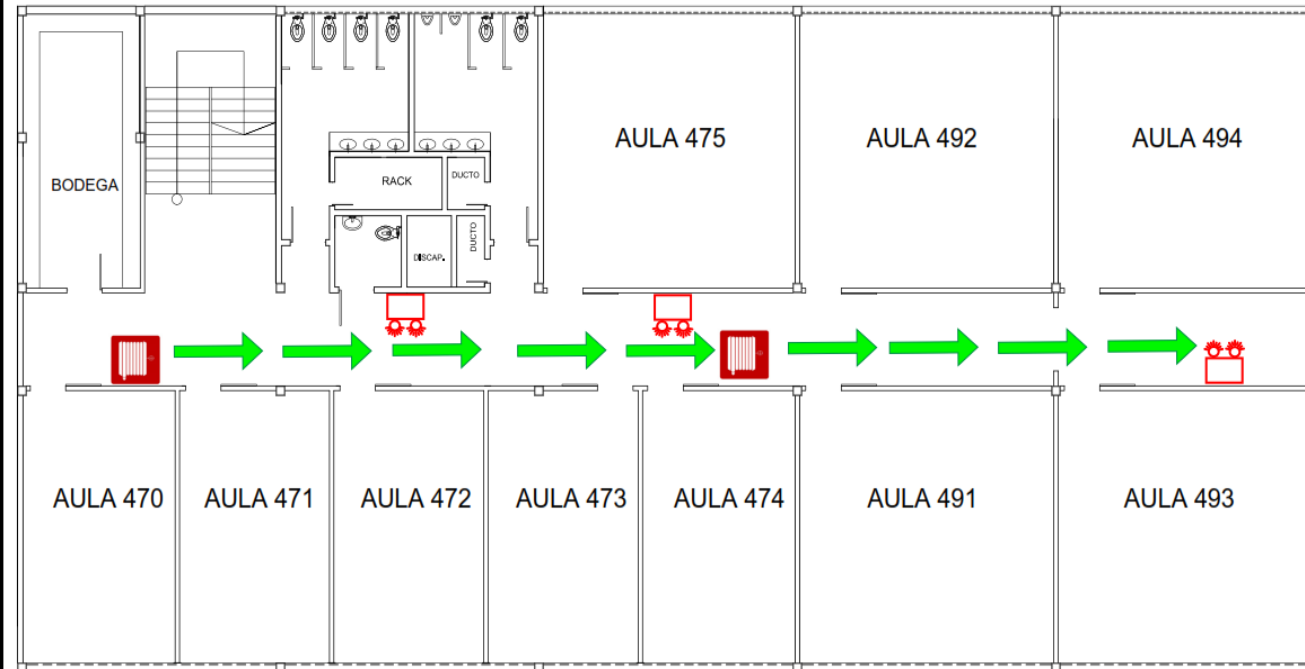 AULA 475
AULA 492
AULA 494
BODEGA
RACK
DUCTO
DUCTO
DISCAP.
AULA 470
AULA 471
AULA 472
AULA 473
AULA 474
AULA 491
AULA 493